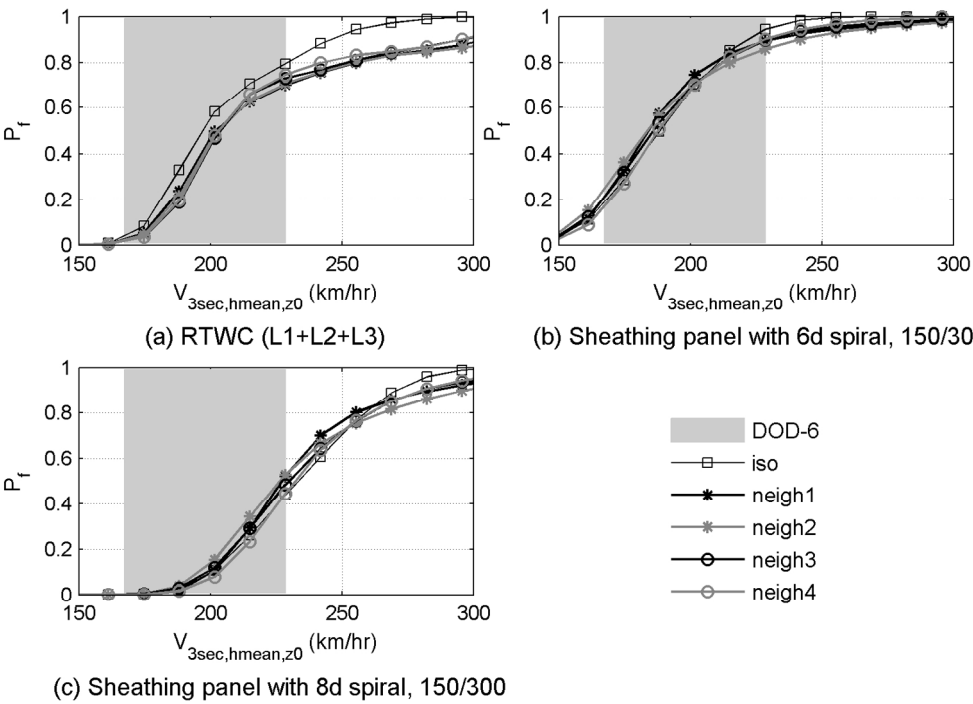 1
0.8
0.6
0.4
0.2
0
P_f
150 200 250 300
V_3sec,hmean,z0 (km/hr)
(a) RTWC (L1+L2+L3)
1
0.8
0.6
0.4
0.2
0
P_f
150 200 250 300
V_3sec,hmean,z0 (km/hr)
(b) Sheathing panel with 6d spiral, 150/30
1
0.8
0.6
0.4
0.2
0
P_f
150 200 250 300
V_3sec,hmean,z0 (km/hr)
(c) Sheathing panel with 8d spiral, 150/300
DOD-6
iso
neigh1
neigh2
neigh3
neigh4